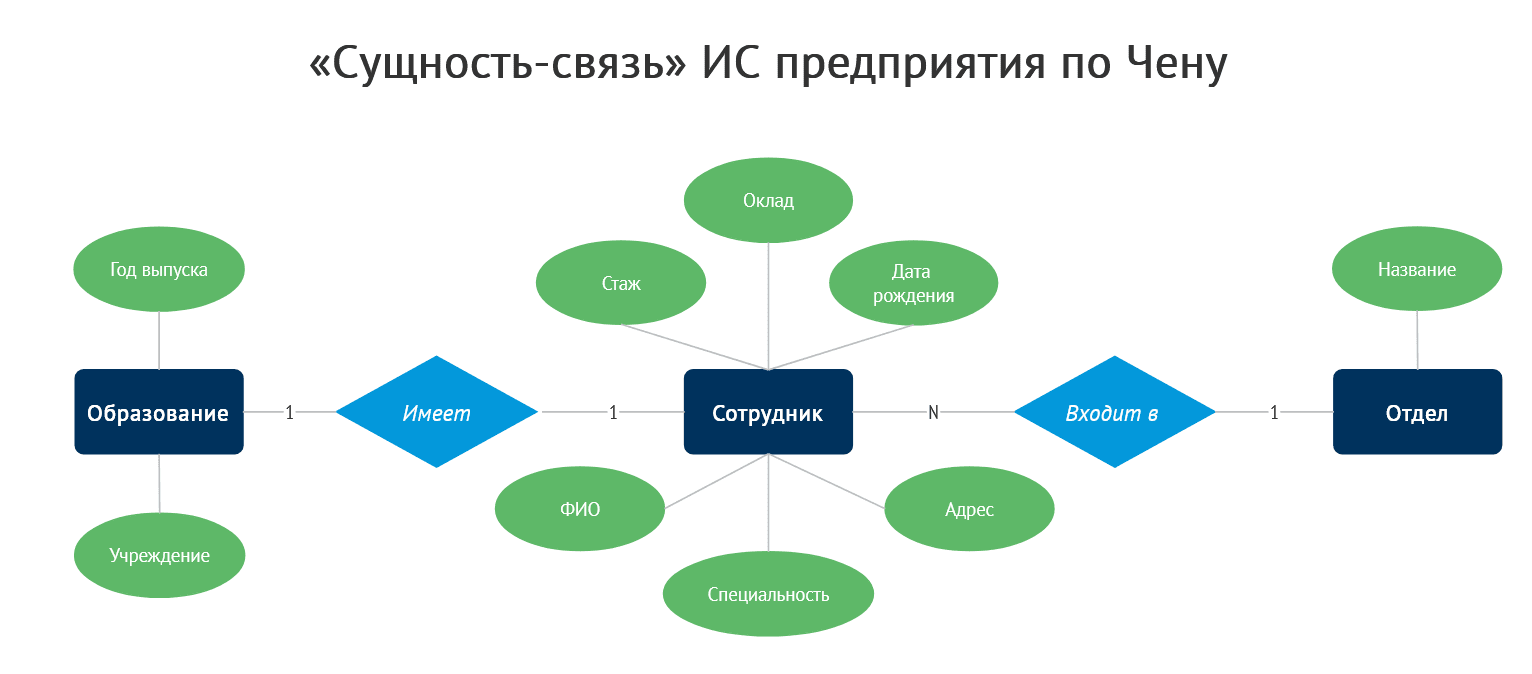 «Сущность-связь» ИС предприятия по Чену
Оклад
Год выпуска
Стаж
Дата
рождения
Название
Образование
1
Имеет
1
Сотрудник
N
Входит в
1
Отдел
ФИО
Адрес
Учреждение
Специальность